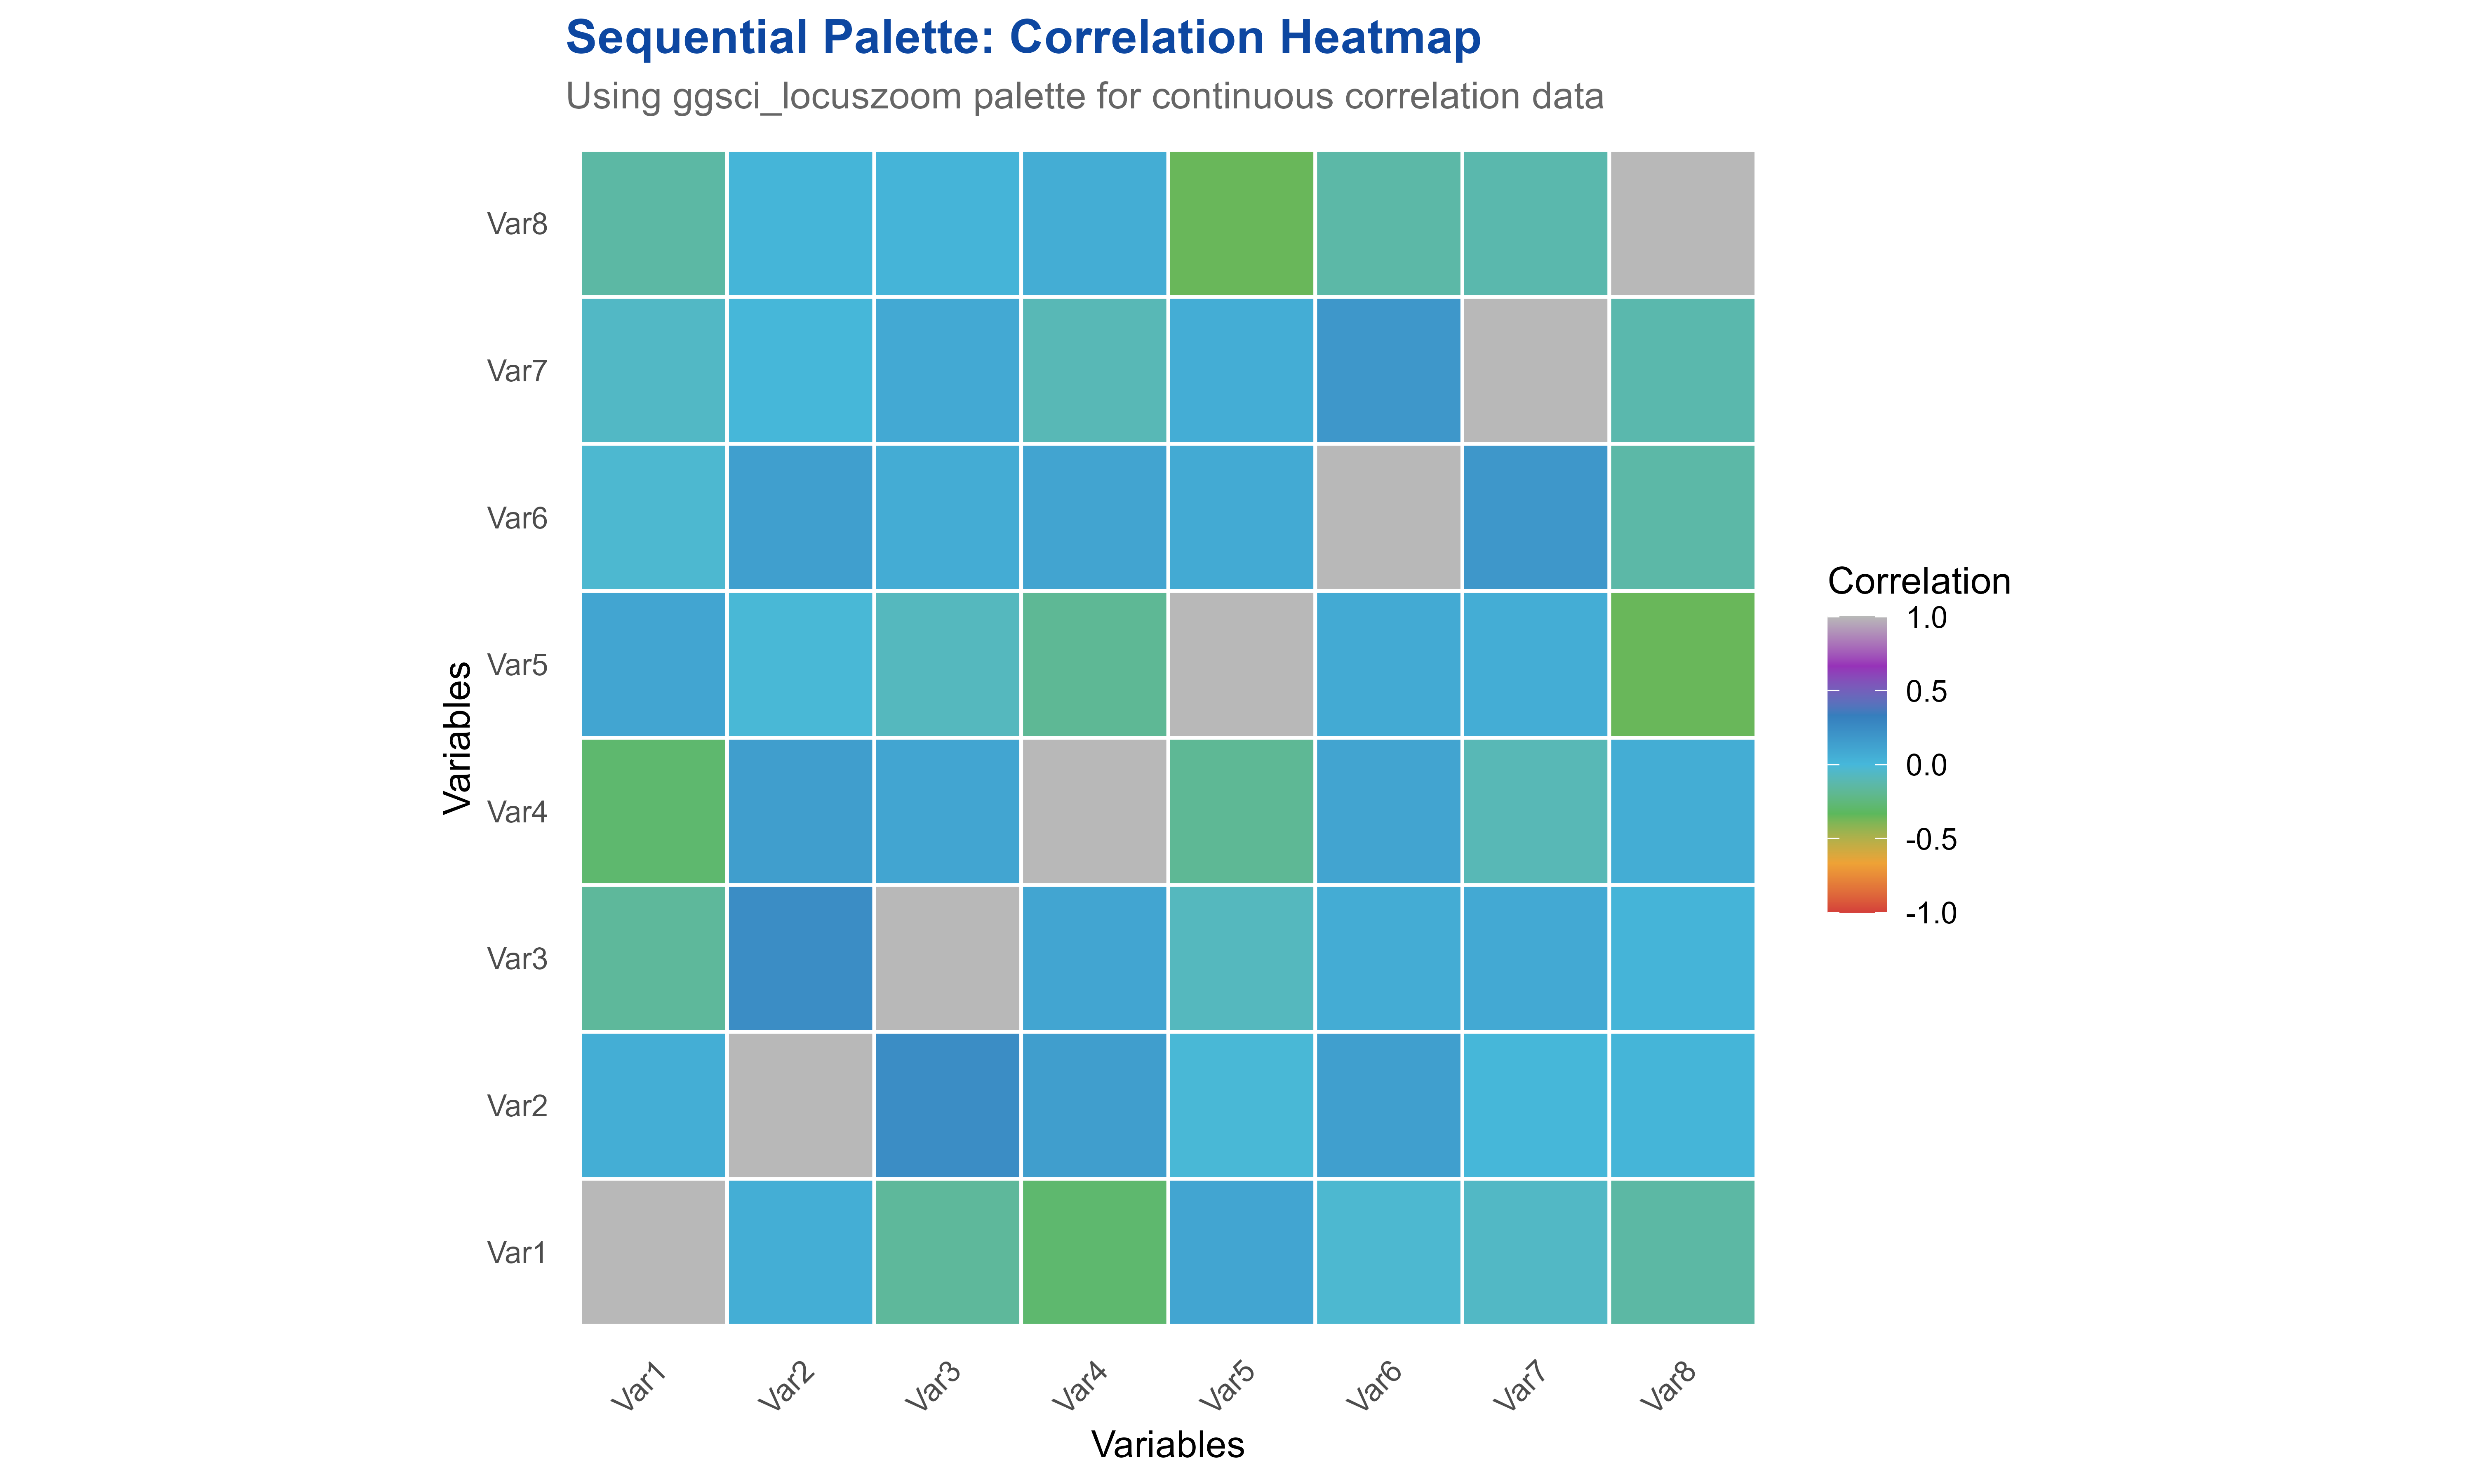 Sequential Palette: Correlation Heatmap
Using ggsci_locuszoom palette for continuous correlation data
Variables
Var8
Var7
Var6
Var5
Var4
Var3
Var2
Var1
Var1
Var2
Var3
Var4
Var5
Var6
Var7
Var8
Variables
Correlation
1.0
0.5
0.0
-0.5
-1.0